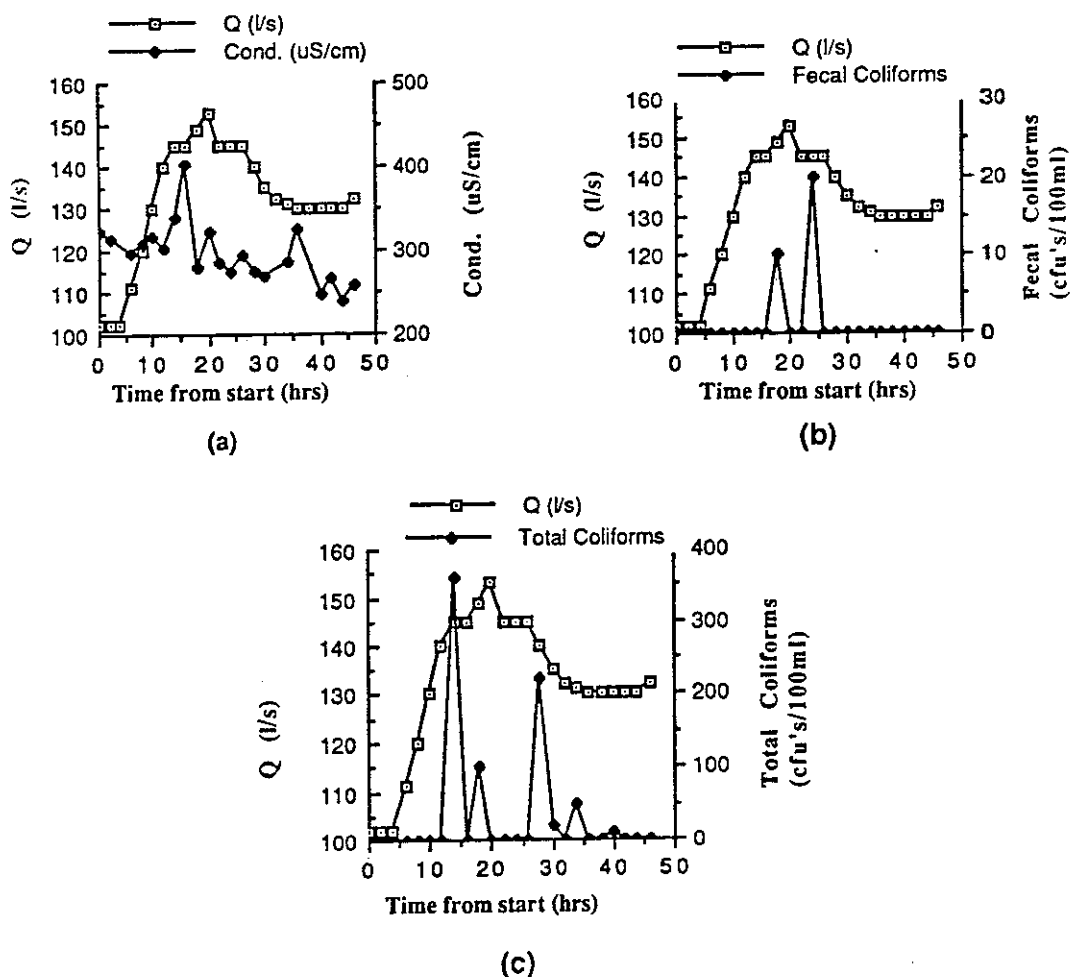 Q (l/s)
Cond. (uS/cm)
160
150
140
130
120
110
100
Q (l/s)
500
400
300
200
Cond. (uS/cm)
0 10 20 30 40 50
Time from start (hrs)
(a)
Q (l/s)
Fecal Coliforms
160
150
140
130
120
110
100
Q (l/s)
30
20
10
0
Fecal Coliforms
(cfu's/100ml)
0 10 20 30 40 50
Time from start (hrs)
(b)
Q (l/s)
Total Coliforms
160
150
140
130
120
110
100
Q (l/s)
400
300
200
100
0
Total Coliforms
(cfu's/100ml)
0 10 20 30 40 50
Time from start (hrs)
(c)